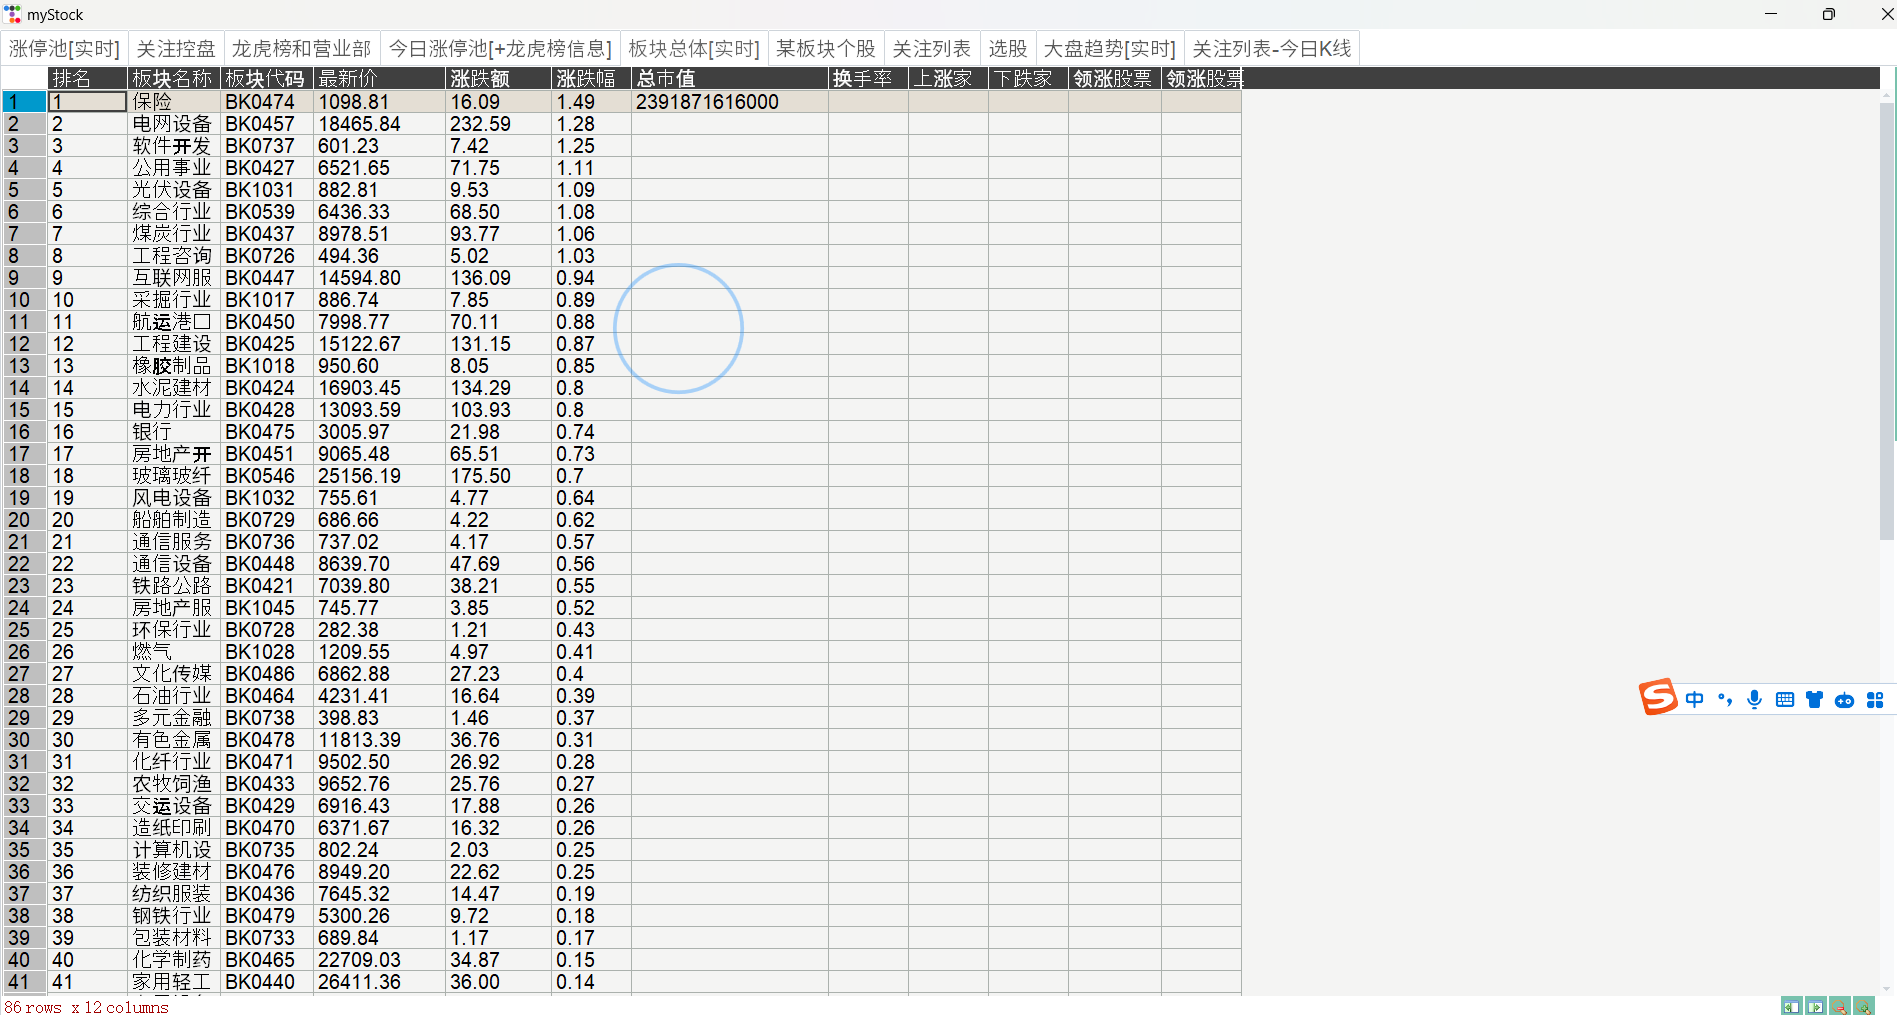 myStock
涨停池[实时] 关注控盘 龙虎榜和营业部 今日涨停池[+龙虎榜信息] 板块总体[实时] 某板块个股 关注列表 选股 大盘趋势[实时] 关注列表-今日K线
排名 板块名称 板块代码 最新价 涨跌额 涨跌幅 总市值 换手率 上涨家 下跌家 领涨股票 领涨股票
1 1 保险 BK0474 1098.81 16.09 1.49 2391871616000
2 2 电网设备 BK0457 18465.84 232.59 1.28
3 3 软件开发 BK0737 601.23 7.42 1.25
4 4 公用事业 BK0427 6521.65 71.75 1.11
5 5 光伏设备 BK1031 882.81 9.53 1.09
6 6 综合行业 BK0539 6436.33 68.50 1.08
7 7 煤炭行业 BK0437 8978.51 93.77 1.06
8 8 工程咨询 BK0726 494.36 5.02 1.03
9 9 互联网服 BK0447 14594.80 136.09 0.94
10 10 采掘行业 BK1017 886.74 7.85 0.89
11 11 航运港口 BK0450 7998.77 70.11 0.88
12 12 工程建设 BK0425 15122.67 131.15 0.87
13 13 橡胶制品 BK1018 950.60 8.05 0.85
14 14 水泥建材 BK0424 16903.45 134.29 0.8
15 15 电力行业 BK0428 13093.59 103.93 0.8
16 16 银行 BK0475 3005.97 21.98 0.74
17 17 房地产开 BK0451 9065.48 65.51 0.73
18 18 玻璃玻纤 BK0546 25156.19 175.50 0.7
19 19 风电设备 BK1032 755.61 4.77 0.64
20 20 船舶制造 BK0729 686.66 4.22 0.62
21 21 通信服务 BK0736 737.02 4.17 0.57
22 22 通信设备 BK0448 8639.70 47.69 0.56
23 23 铁路公路 BK0421 7039.80 38.21 0.55
24 24 房地产服 BK1045 745.77 3.85 0.52
25 25 环保行业 BK0728 282.38 1.21 0.43
26 26 燃气 BK1028 1209.55 4.97 0.41
27 27 文化传媒 BK0486 6862.88 27.23 0.4
28 28 石油行业 BK0464 4231.41 16.64 0.39
29 29 多元金融 BK0738 398.83 1.46 0.37
30 30 有色金属 BK0478 11813.39 36.76 0.31
31 31 化纤行业 BK0471 9502.50 26.92 0.28
32 32 农牧饲渔 BK0433 9652.76 25.76 0.27
33 33 交运设备 BK0429 6916.43 17.88 0.26
34 34 造纸印刷 BK0470 6371.67 16.32 0.26
35 35 计算机设 BK0735 802.24 2.03 0.25
36 36 装修建材 BK0476 8949.20 22.62 0.25
37 37 纺织服装 BK0436 7645.32 14.47 0.19
38 38 钢铁行业 BK0479 5300.26 9.72 0.18
39 39 包装材料 BK0733 689.84 1.17 0.17
40 40 化学制药 BK0465 22709.03 34.87 0.15
41 41 家用轻工 BK0440 26411.36 36.00 0.14
86 rows x 12 columns
中